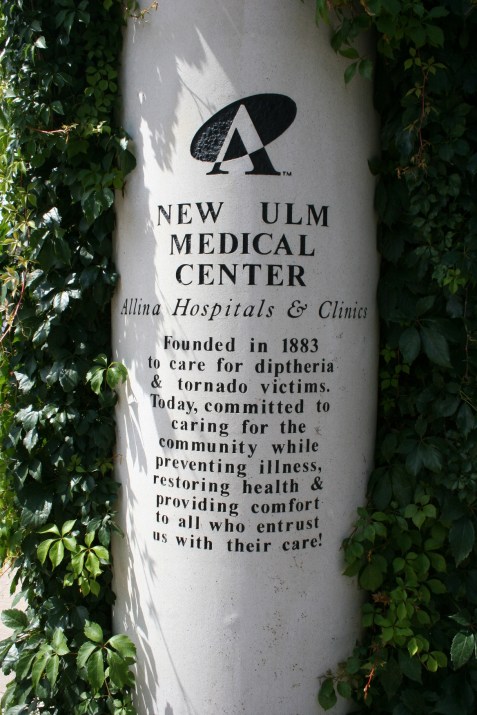 A™
NEW ULM
MEDICAL
CENTER
Allina Hospitals & Clinics
Founded in 1883
to care for diptheria
& tornado victims.
Today, committed to
caring for the
community while
preventing illness,
restoring health &
providing comfort
to all who entrust
us with their care!